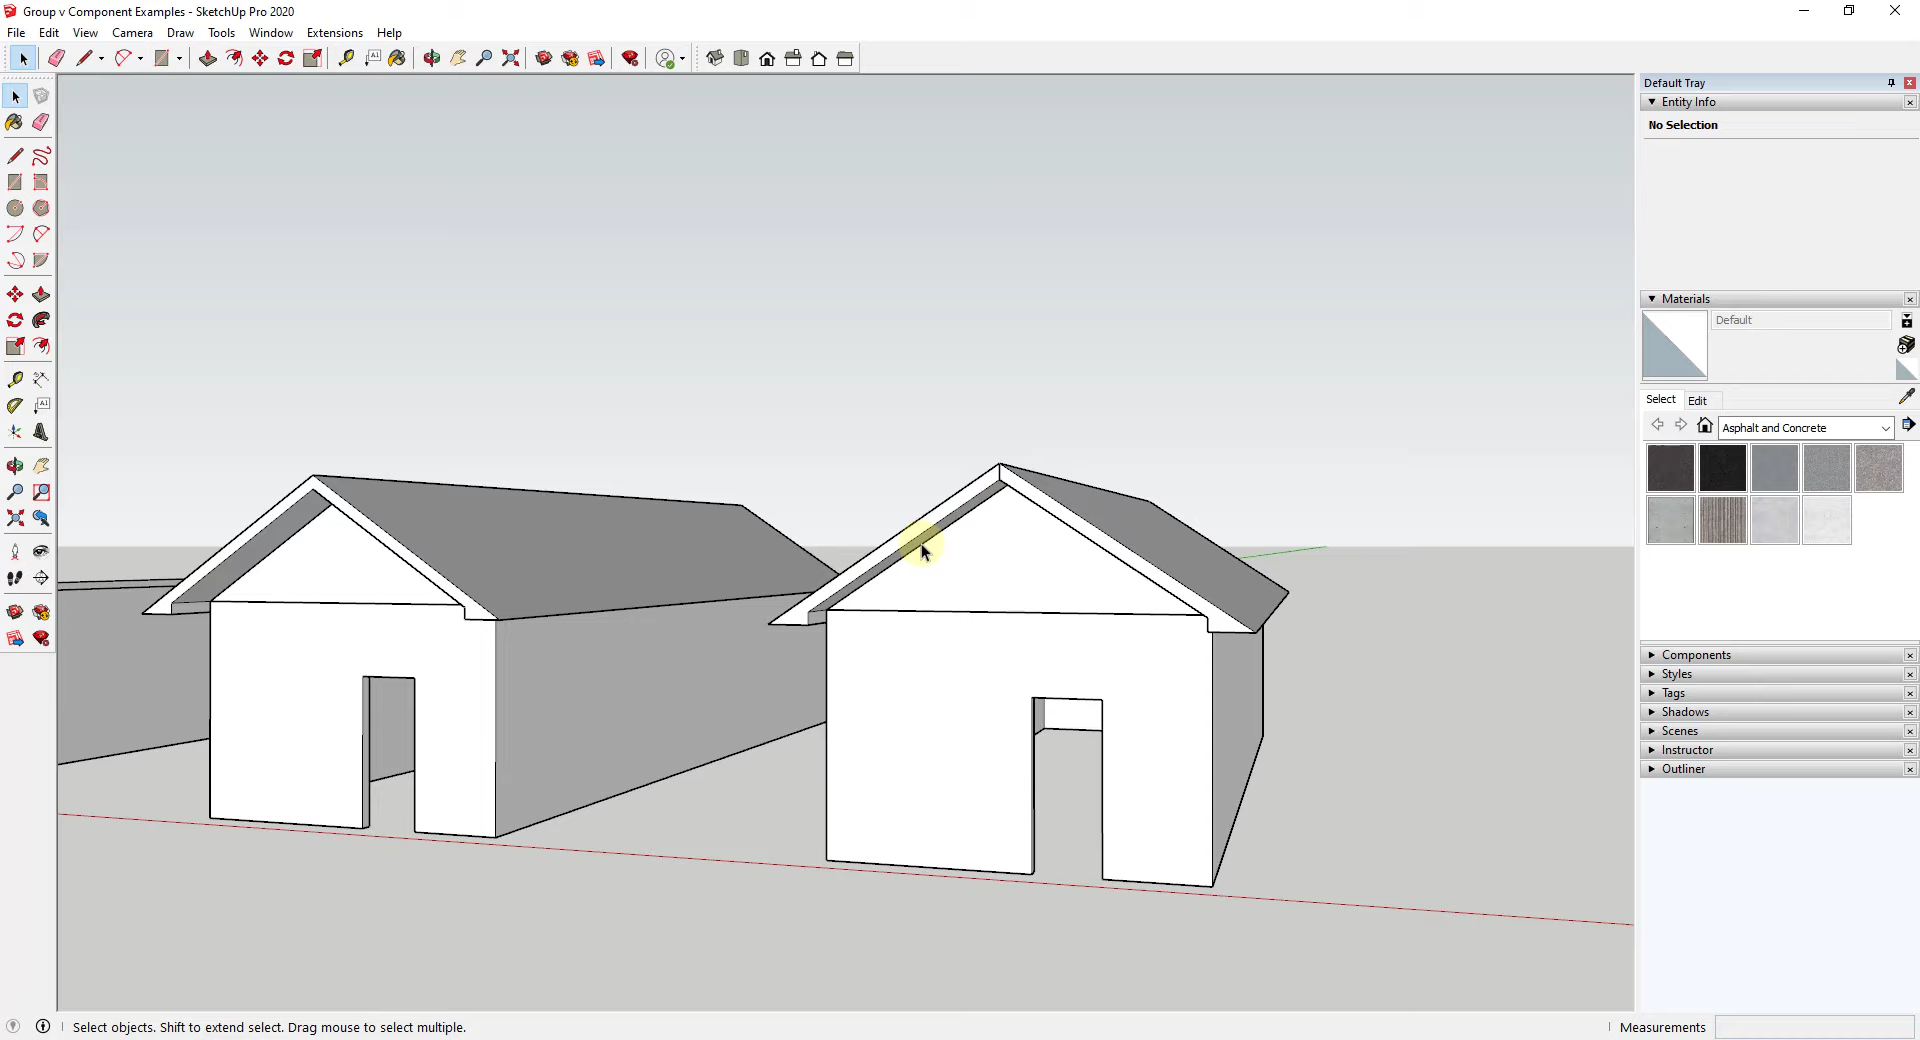 Group v Component Examples - SketchUp Pro 2020
File Edit View Camera Draw Tools Window Extensions Help
Default Tray
Entity Info
No Selection
Materials
Default
Select Edit
Asphalt and Concrete
Components
Styles
Tags
Shadows
Scenes
Instructor
Outliner
Select objects. Shift to extend select. Drag mouse to select multiple.
Measurements